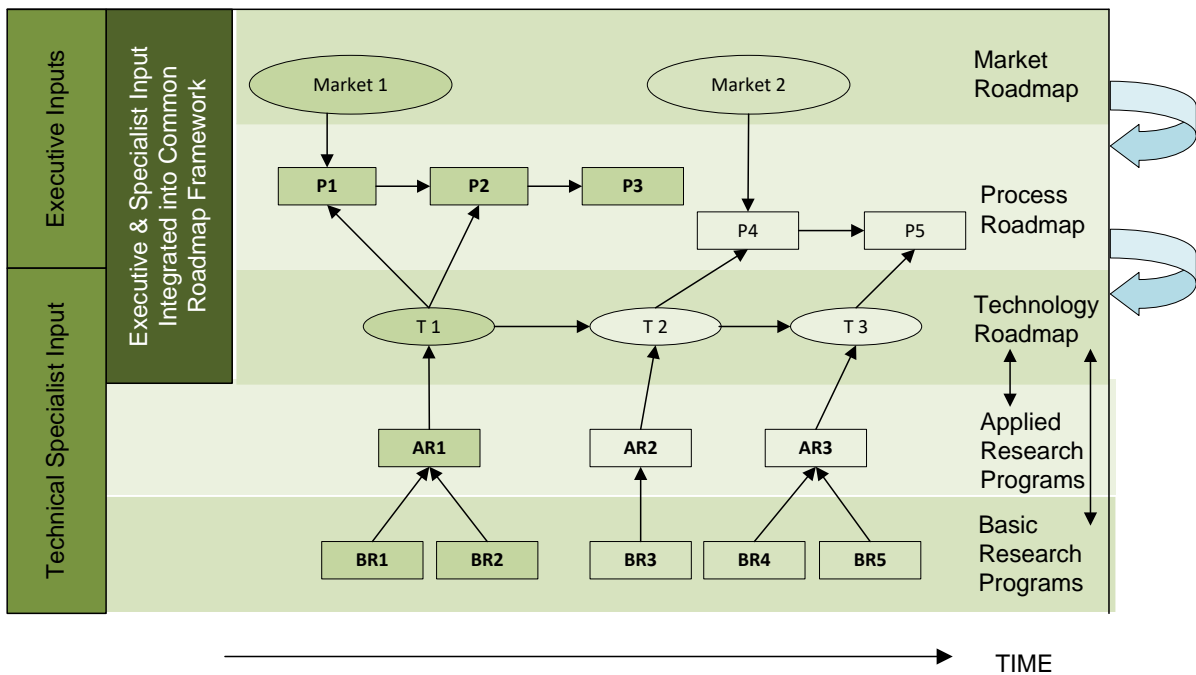 Executive Inputs
Technical Specialist Input
Executive & Specialist Input
Integrated into Common
Roadmap Framework
Market 1
Market 2
Market
Roadmap
P1
P2
P3
P4
P5
Process
Roadmap
T 1
T 2
T 3
Technology
Roadmap
AR1
AR2
AR3
Applied
Research
Programs
BR1
BR2
BR3
BR4
BR5
Basic
Research
Programs
TIME